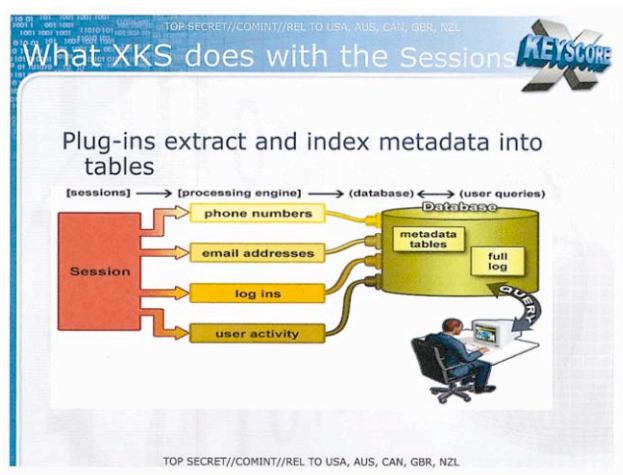 TOP SECRET//COMINT//REL TO USA, AUS, CAN, GBR, NZL
What XKS does with the Sessions
X KEYSCORE
Plug-ins extract and index metadata into
tables
[sessions] → [processing engine] → (database) ↔ (user queries)
Database
phone numbers
metadata
tables
email addresses
full
log
Session
log ins
QUERY
user activity
TOP SECRET//COMINT//REL TO USA, AUS, CAN, GBR, NZL